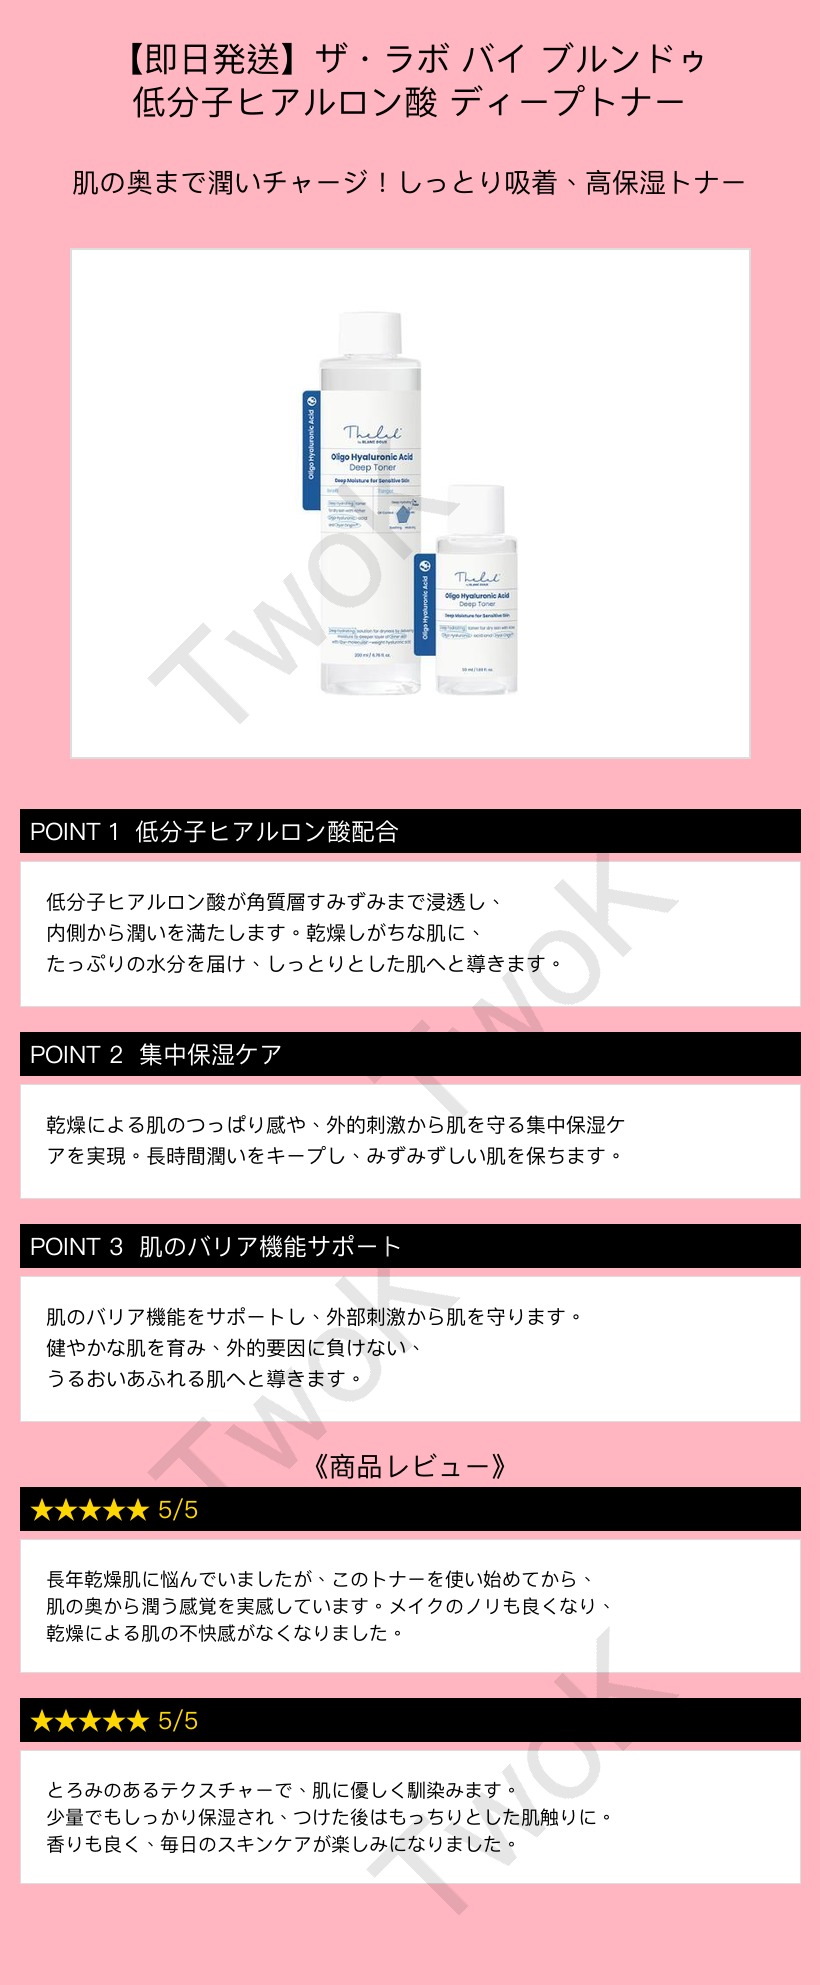 【即日発送】ザ・ラボ バイ ブルンドゥ
低分子ヒアルロン酸 ディープトナー
肌の奥まで潤いチャージ！しっとり吸着、高保湿トナー
Oligo Hyaluronic Acid
Thelab
by BLANC DOUX
Oligo Hyaluronic Acid
Deep Toner
Deep Moisture for Sensitive Skin
200 ml / 6.76 fl. oz.
Oligo Hyaluronic Acid
Thelab
Oligo Hyaluronic Acid
Deep Toner
Deep Moisture for Sensitive Skin
TwoK
POINT 1 低分子ヒアルロン酸配合
低分子ヒアルロン酸が角質層すみずみまで浸透し、
内側から潤いを満たします。乾燥しがちな肌に、
たっぷりの水分を届け、しっとりとした肌へと導きます。
TwoK
POINT 2 集中保湿ケア
乾燥による肌のつっぱり感や、外的刺激から肌を守る集中保湿ケ
アを実現。長時間潤いをキープし、みずみずしい肌を保ちます。
POINT 3 肌のバリア機能サポート
肌のバリア機能をサポートし、外部刺激から肌を守ります。
健やかな肌を育み、外的要因に負けない、
うるおいあふれる肌へと導きます。
TwoK
《商品レビュー》
★★★★★ 5/5
長年乾燥肌に悩んでいましたが、このトナーを使い始めてから、
肌の奥から潤う感覚を実感しています。メイクのノリも良くなり、
乾燥による肌の不快感がなくなりました。
★★★★★ 5/5
とろみのあるテクスチャーで、肌に優しく馴染みます。
少量でもしっかり保湿され、つけた後はもっちりとした肌触りに。
香りも良く、毎日のスキンケアが楽しみになりました。
TwoK